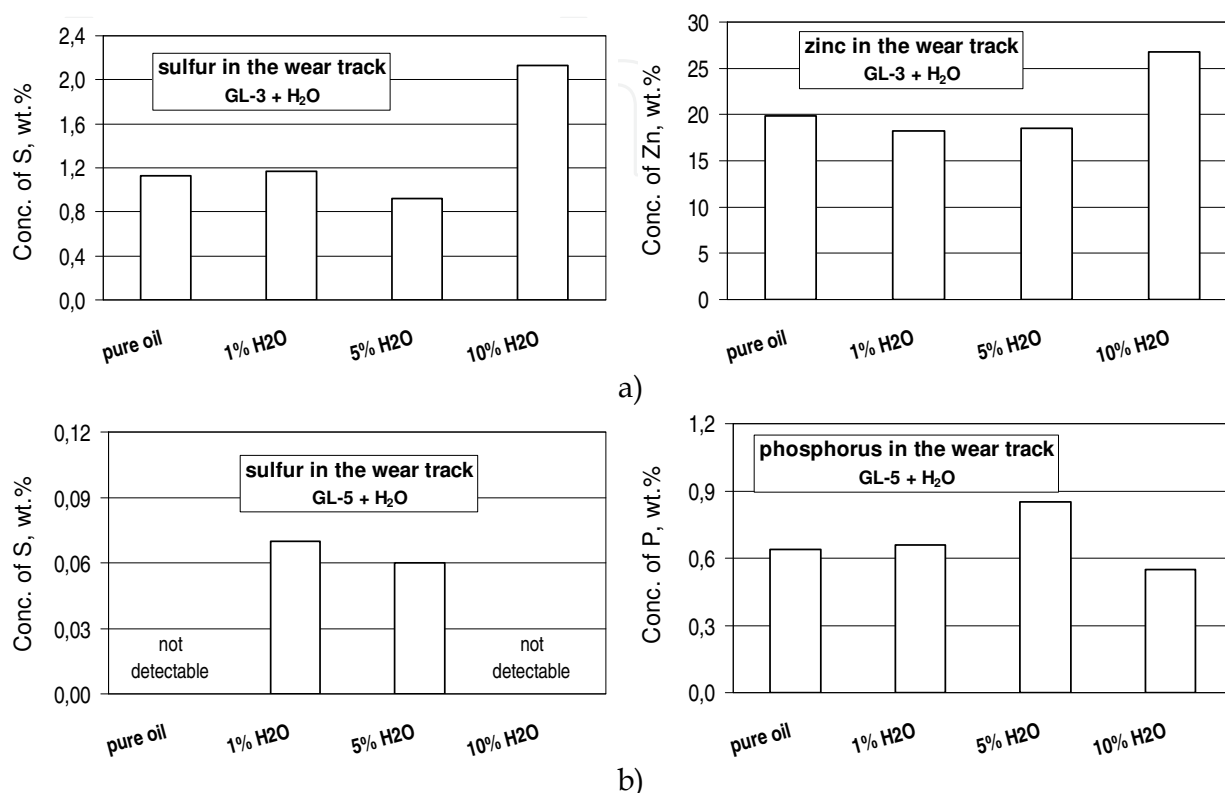 2,4
2,0
1,6
1,2
0,8
0,4
0,0
Conc. of S, wt.%
sulfur in the wear track
GL-3 + H₂O
pure oil
1% H2O
5% H2O
10% H2O
30
25
20
15
10
5
0
Conc. of Zn, wt.%
zinc in the wear track
GL-3 + H₂O
pure oil
1% H2O
5% H2O
10% H2O
a)
0,12
0,09
0,06
0,03
0,00
Conc. of S, wt.%
sulfur in the wear track
GL-5 + H₂O
not
detectable
not
detectable
pure oil
1% H2O
5% H2O
10% H2O
1,2
0,9
0,6
0,3
0,0
Conc. of P, wt.%
phosphorus in the wear track
GL-5 + H₂O
pure oil
1% H2O
5% H2O
10% H2O
b)